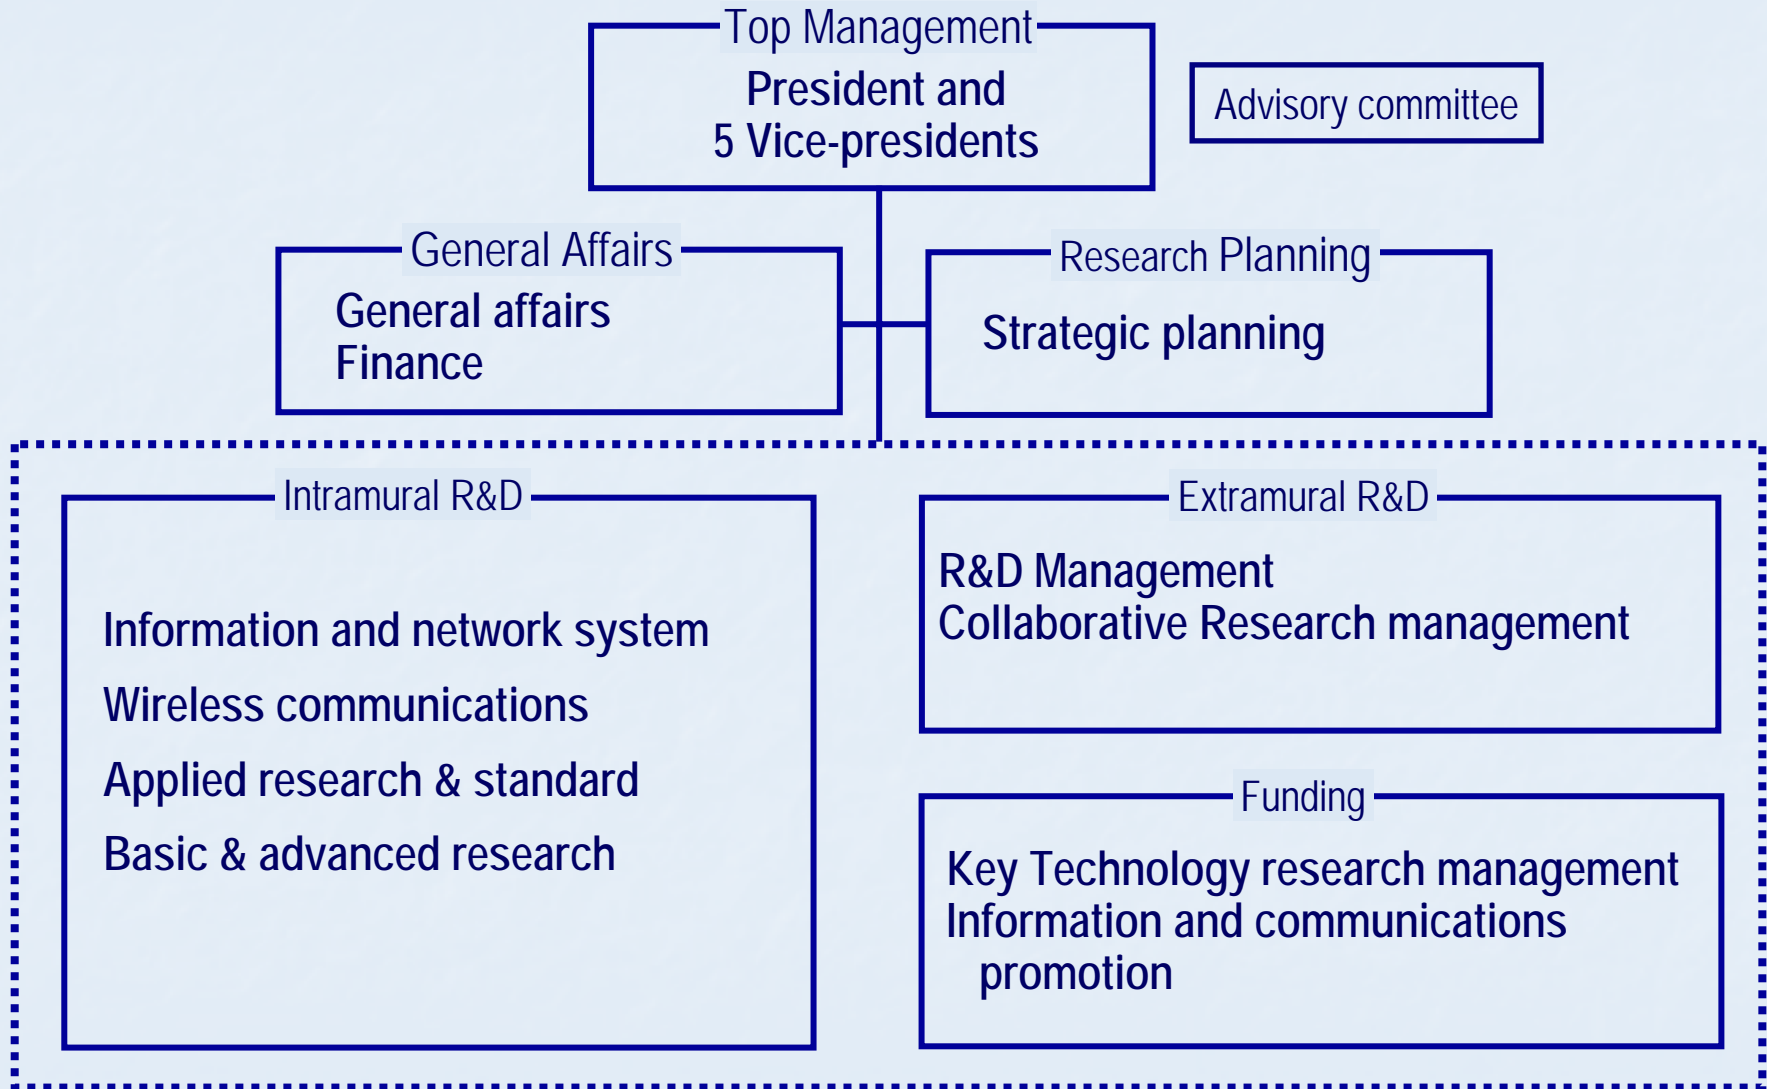 Top Management
President and
5 Vice-presidents
Advisory committee
General Affairs
General affairs
Finance
Research Planning
Strategic planning
Intramural R&D
Information and network system
Wireless communications
Applied research & standard
Basic & advanced research
Extramural R&D
R&D Management
Collaborative Research management
Funding
Key Technology research management
Information and communications
promotion